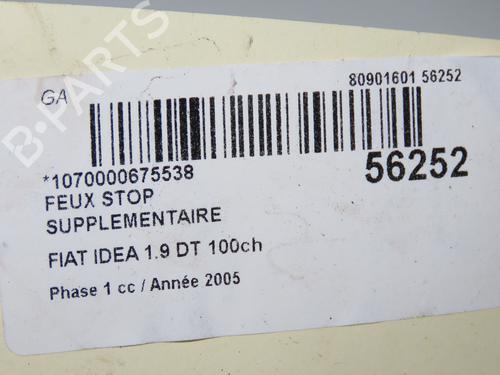 GA
80901601 56252
*1070000675538
56252
FEUX STOP
SUPPLEMENTAIRE
FIAT IDEA 1.9 DT 100ch
Phase 1 cc / Année 2005
B-PARTS